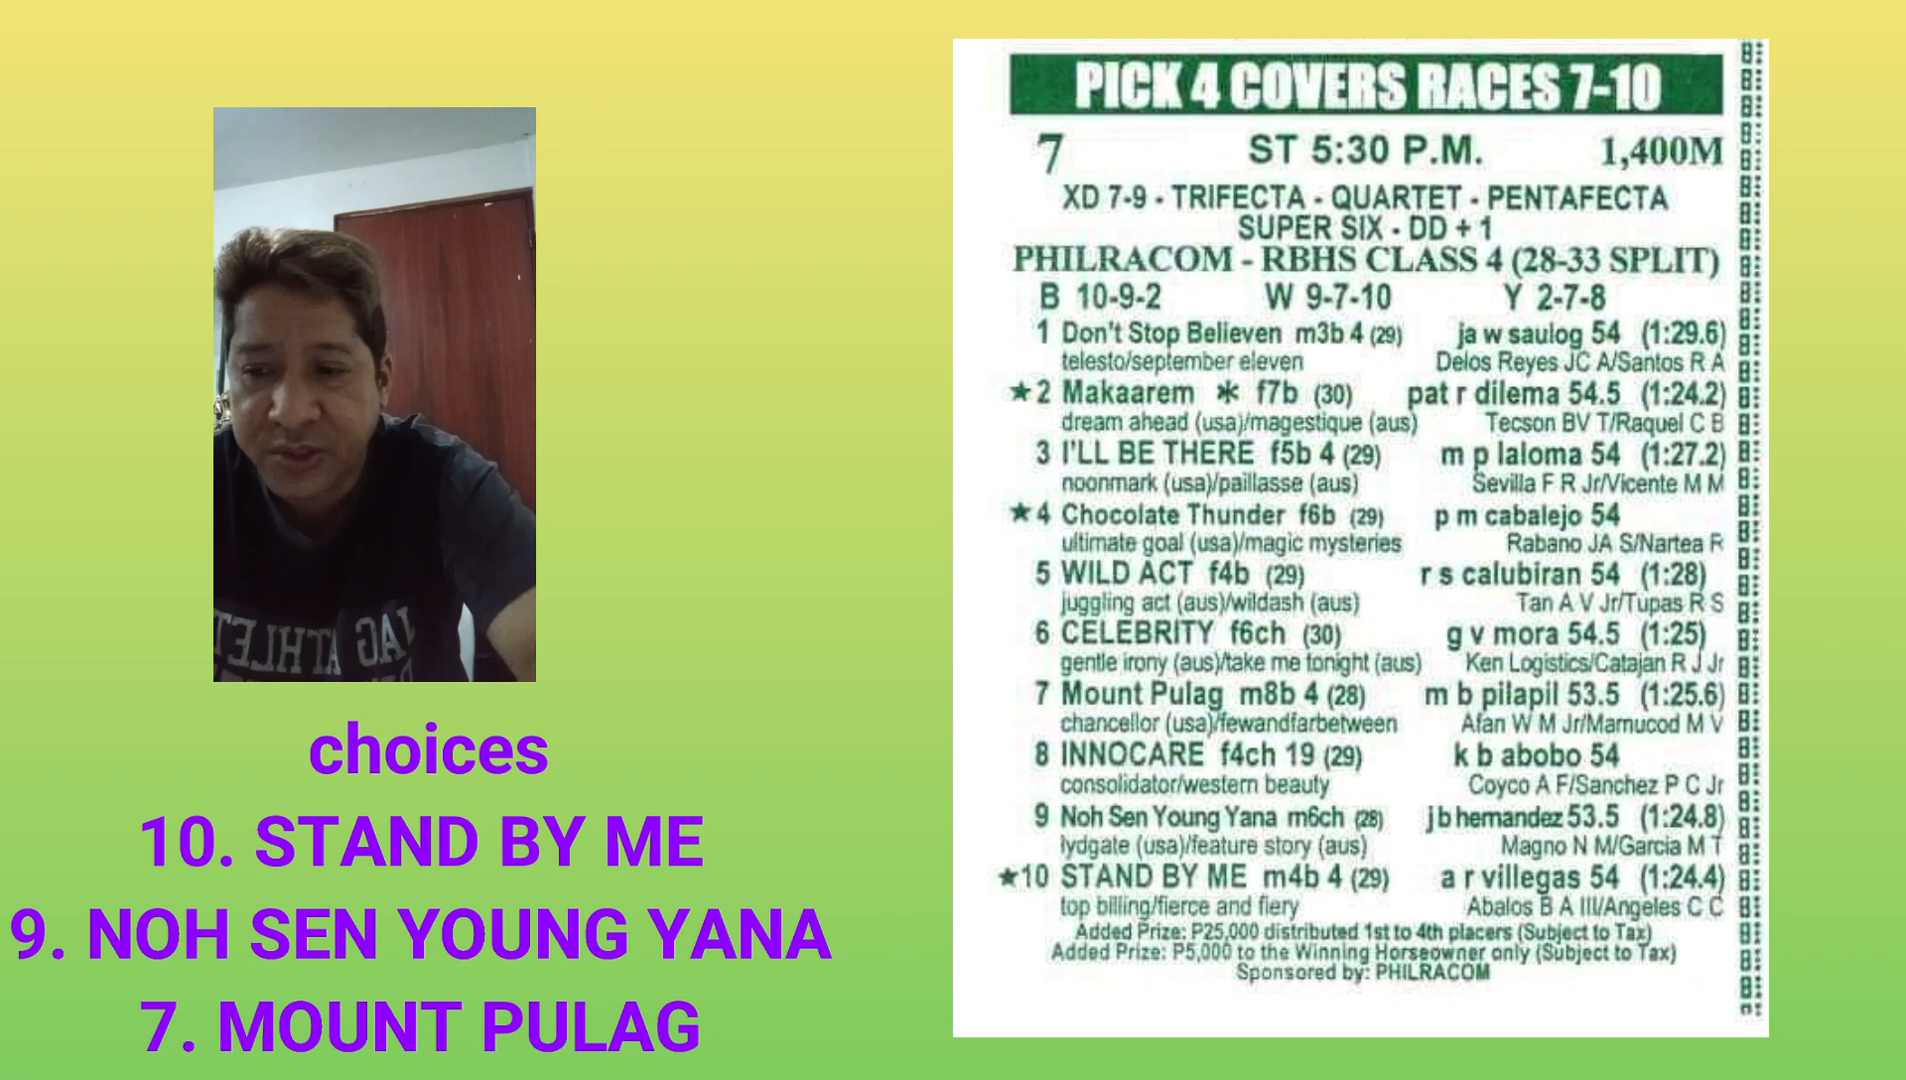 JAG ATHLET
choices
10. STAND BY ME
9. NOH SEN YOUNG YANA
7. MOUNT PULAG
PICK 4 COVERS RACES 7-10
7 ST 5:30 P.M. 1,400M
XD 7-9 - TRIFECTA - QUARTET - PENTAFECTA
SUPER SIX - DD + 1
PHILRACOM - RBHS CLASS 4 (28-33 SPLIT)
B 10-9-2 W 9-7-10 Y 2-7-8
1 Don't Stop Believen m3b 4 (29) ja w saulog 54 (1:29.6)
telesto/september eleven Delos Reyes JC A/Santos R A
★2 Makaarem * f7b (30) pat r dilema 54.5 (1:24.2)
dream ahead (usa)/magestique (aus) Tecson BV T/Raquel C B
3 I'LL BE THERE f5b 4 (29) m p laloma 54 (1:27.2)
noonmark (usa)/paillasse (aus) Sevilla F R Jr/Vicente M M
★4 Chocolate Thunder f6b (29) p m cabalejo 54
ultimate goal (usa)/magic mysteries Rabano JA S/Nartea R
5 WILD ACT f4b (29) r s calubiran 54 (1:28)
juggling act (aus)/wildash (aus) Tan A V Jr/Tupas R S
6 CELEBRITY f6ch (30) g v mora 54.5 (1:25)
gentle irony (aus)/take me tonight (aus) Ken Logistics/Catajan R J Jr
7 Mount Pulag m8b 4 (28) m b pilapil 53.5 (1:25.6)
chancellor (usa)/fewandfarbetween Afan W M Jr/Mamucod M V
8 INNOCARE f4ch 19 (29) k b abobo 54
consolidator/western beauty Coyco A F/Sanchez P C Jr
9 Noh Sen Young Yana m6ch (28) j b hernandez 53.5 (1:24.8)
lydgate (usa)/feature story (aus) Magno N M/Garcia M T
★10 STAND BY ME m4b 4 (29) a r villegas 54 (1:24.4)
top billing/fierce and fiery Abalos B A III/Angeles C C
Added Prize: P25,000 distributed 1st to 4th placers (Subject to Tax)
Added Prize: P5,000 to the Winning Horseowner only (Subject to Tax)
Sponsored by: PHILRACOM